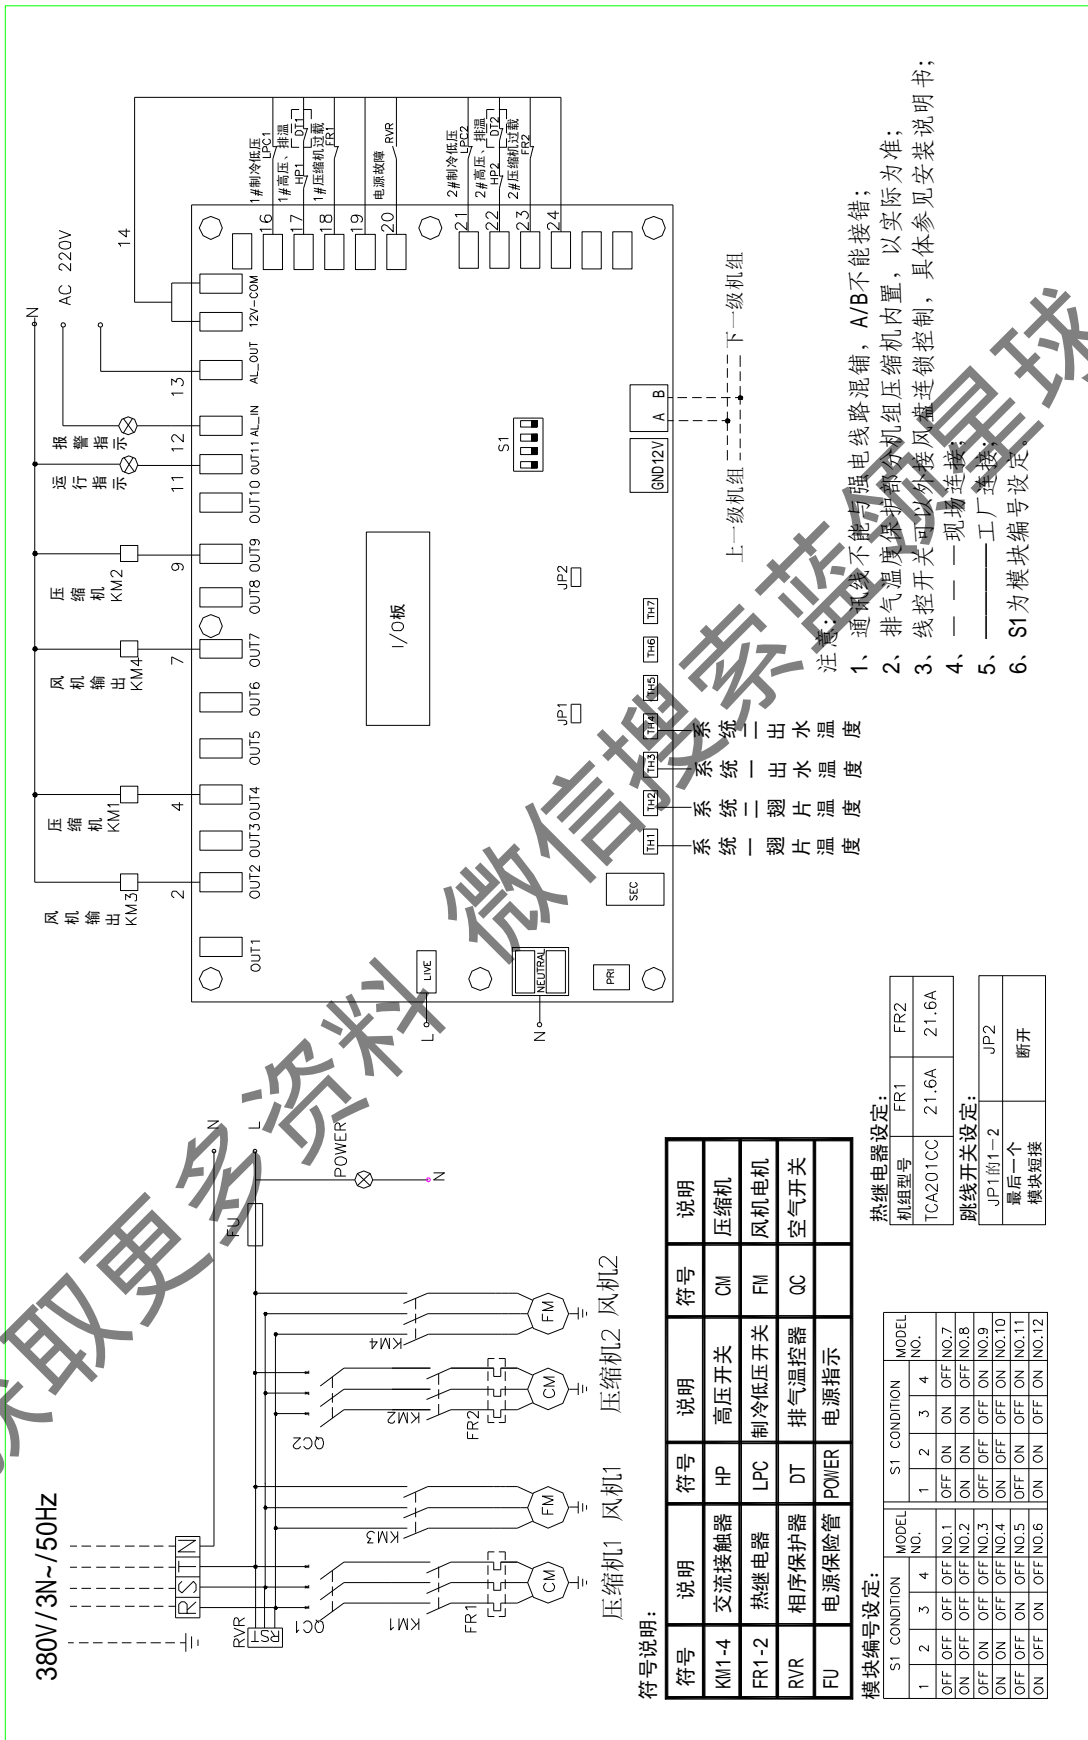 380V/3N~/50Hz
R S T N
RVR
RST
QC1
KM1
FR1
CM
压缩机1
KM3
FM
风机1
QC2
KM2
FR2
CM
压缩机2
KM4
FM
风机2
FU
N
L
POWER
N
风机输出
KM3
压缩机
KM1
风机输出
KM4
压缩机
KM2
运行指示
报警指示
N
AC 220V
2
4
7
9
11
12
13
14
OUT1
OUT2
OUT3
OUT4
OUT5
OUT6
OUT7
OUT8
OUT9
OUT10
OUT11
AL_IN
AL_OUT
12V-COM
L
LIVE
N
NEUTRAL
PRI
SEC
I/O板
JP1
JP2
S1
GND12V
A B
TH1
TH2
TH3
TH4
TH5
TH6
TH7
系统一翅片温度
系统二翅片温度
系统一出水温度
系统二出水温度
上一级机组
下一级机组
16
17
18
19
20
21
22
23
24
1#制冷低压
LPC1
1#高压、排温
HP1
DT1
1#压缩机过载
FR1
电源故障
RVR
2#制冷低压
LPC2
2#高压、排温
HP2
DT2
2#压缩机过载
FR2
注意:
1、通讯线不能与强电线路混铺,A/B不能接错;
2、排气温度保护部分机组压缩机内置,以实际为准;
3、线控开关可以外接风盘连锁控制,具体参见安装说明书;
4、— — —现场连接;
5、————工厂连接;
6、S1为模块编号设定。
符号说明:
符号 说明 符号 说明 符号 说明
KM1-4 交流接触器 HP 高压开关 CM 压缩机
FR1-2 热继电器 LPC 制冷低压开关 FM 风机电机
RVR 相序保护器 DT 排气温控器 QC 空气开关
FU 电源保险管 POWER 电源指示
模块编号设定:
S1 CONDITION MODEL NO. S1 CONDITION MODEL NO.
1 2 3 4 1 2 3 4
OFF OFF OFF OFF NO.1 OFF ON ON OFF NO.7
ON OFF OFF OFF NO.2 ON ON ON OFF NO.8
OFF ON OFF OFF NO.3 OFF OFF OFF ON NO.9
ON ON OFF OFF NO.4 ON OFF OFF ON NO.10
OFF OFF ON OFF NO.5 OFF ON OFF ON NO.11
ON OFF ON OFF NO.6 ON ON OFF ON NO.12
热继电器设定:
机组型号 FR1 FR2
TCA201CC 21.6A 21.6A
跳线开关设定:
JP1的1-2 JP2
最后一个模块短接 断开
获取更多资料 微信搜索蓝领星球